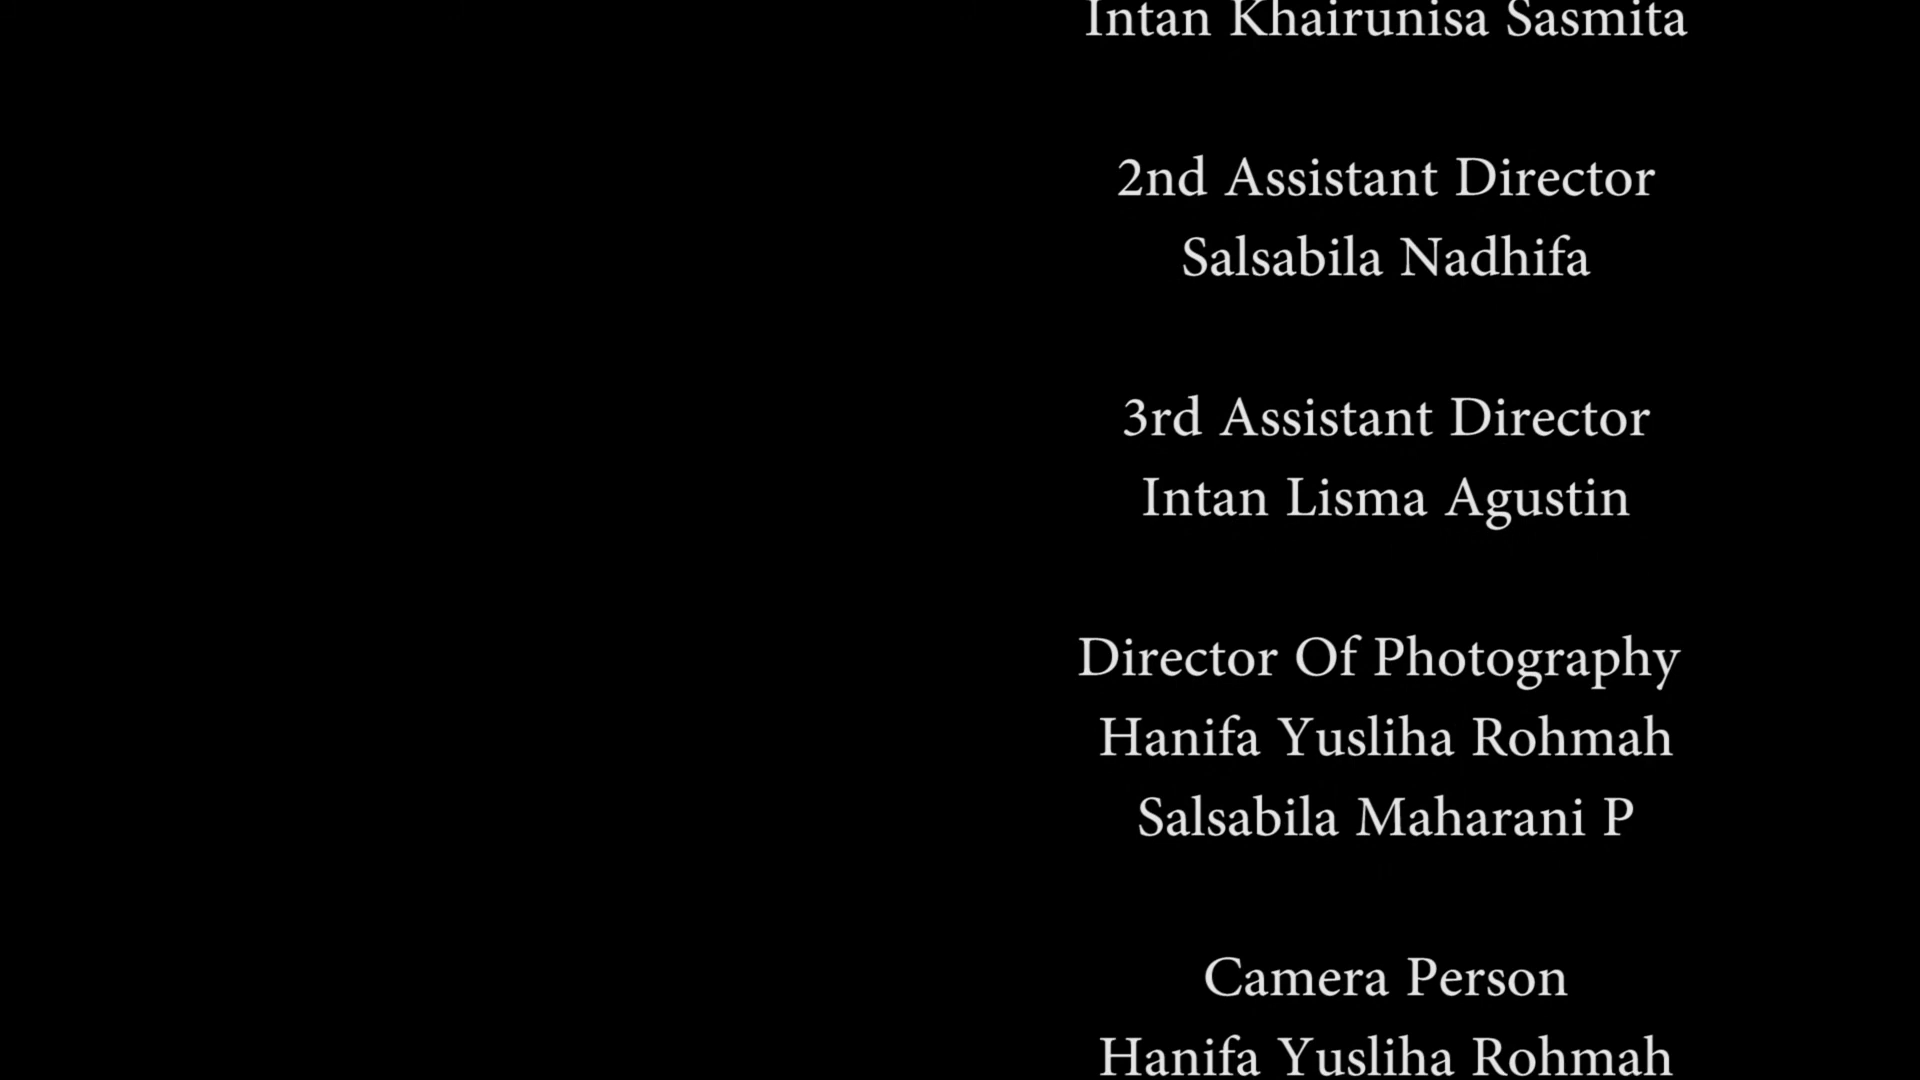 Intan Khairunisa Sasmita
2nd Assistant Director
Salsabila Nadhifa
3rd Assistant Director
Intan Lisma Agustin
Director Of Photography
Hanifa Yusliha Rohmah
Salsabila Maharani P
Camera Person
Hanifa Yusliha Rohmah